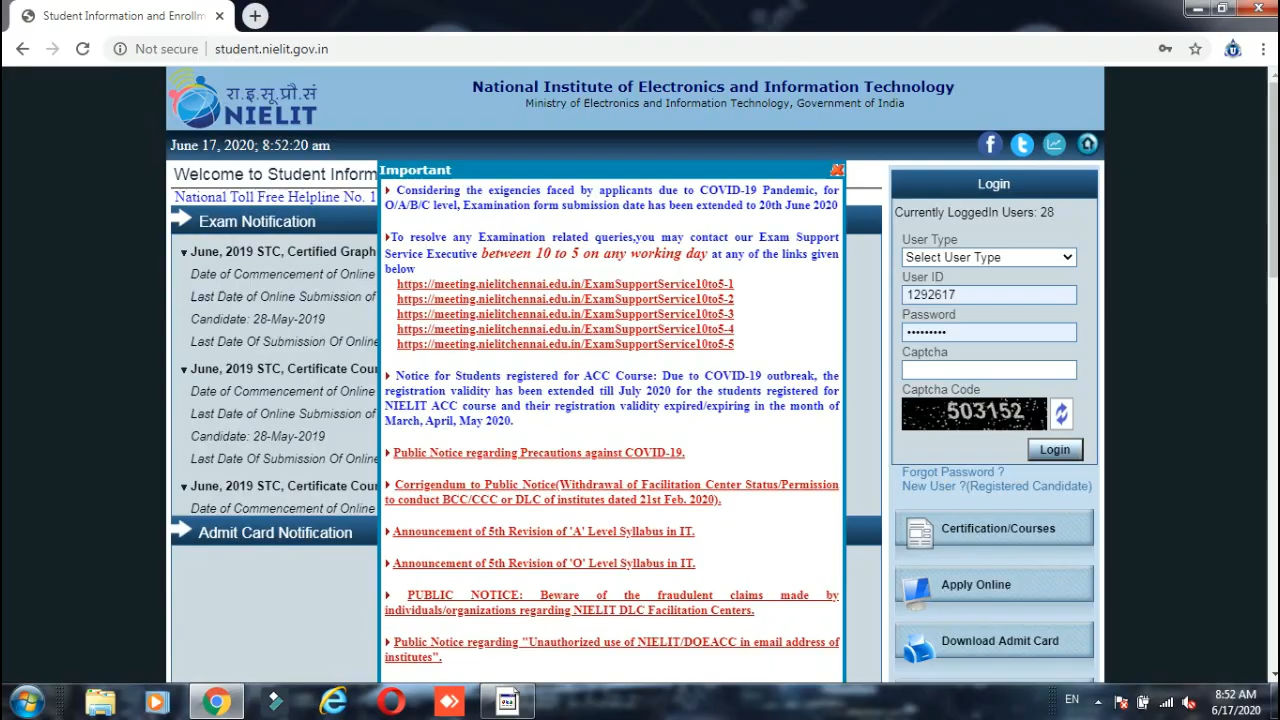 Student Information and Enrollm
Not secure
student.nielit.gov.in
रा.इ.सू.प्रौ.सं
NIELIT
National Institute of Electronics and Information Technology
Ministry of Electronics and Information Technology, Government of India
June 17, 2020; 8:52:20 am
Welcome to Student Inform
National Toll Free Helpline No. 1
Exam Notification
June, 2019 STC, Certified Graph
Date of Commencement of Online
Last Date of Online Submission of
Candidate: 28-May-2019
Last Date Of Submission Of Online
June, 2019 STC, Certificate Cour
Date of Commencement of Online
Last Date of Online Submission of
Candidate: 28-May-2019
Last Date Of Submission Of Online
June, 2019 STC, Certificate Cour
Date of Commencement of Online
Admit Card Notification
Important
Considering the exigencies faced by applicants due to COVID-19 Pandemic, for
O/A/B/C level, Examination form submission date has been extended to 20th June 2020
To resolve any Examination related queries,you may contact our Exam Support
Service Executive between 10 to 5 on any working day at any of the links given
below
https://meeting.nielitchennai.edu.in/ExamSupportService10to5-1
https://meeting.nielitchennai.edu.in/ExamSupportService10to5-2
https://meeting.nielitchennai.edu.in/ExamSupportService10to5-3
https://meeting.nielitchennai.edu.in/ExamSupportService10to5-4
https://meeting.nielitchennai.edu.in/ExamSupportService10to5-5
Notice for Students registered for ACC Course: Due to COVID-19 outbreak, the
registration validity has been extended till July 2020 for the students registered for
NIELIT ACC course and their registration validity expired/expiring in the month of
March, April, May 2020.
Public Notice regarding Precautions against COVID-19.
Corrigendum to Public Notice(Withdrawal of Facilitation Center Status/Permission
to conduct BCC/CCC or DLC of institutes dated 21st Feb. 2020).
Announcement of 5th Revision of 'A' Level Syllabus in IT.
Announcement of 5th Revision of 'O' Level Syllabus in IT.
PUBLIC NOTICE: Beware of the fraudulent claims made by
individuals/organizations regarding NIELIT DLC Facilitation Centers.
Public Notice regarding "Unauthorized use of NIELIT/DOEACC in email address of
institutes".
Login
Currently LoggedIn Users: 28
User Type
Select User Type
User ID
1292617
Password
•••••••••
Captcha
Captcha Code
503152
Login
Forgot Password ?
New User ?(Registered Candidate)
Certification/Courses
Apply Online
Download Admit Card
EN
8:52 AM
6/17/2020